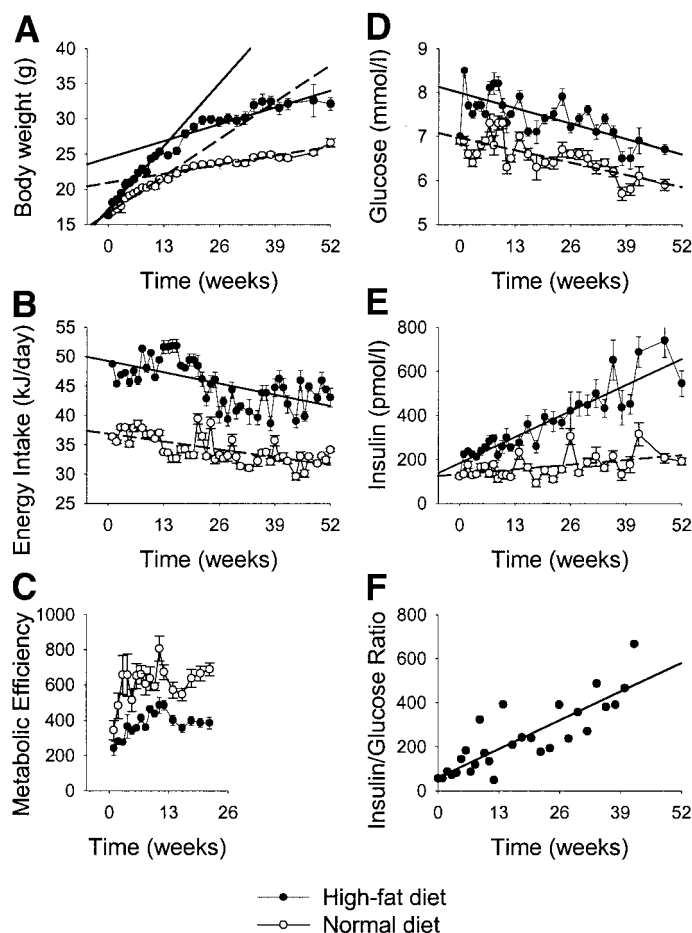 A
Body weight (g)
40
35
30
25
20
15
0 13 26 39 52
Time (weeks)
B
Energy Intake (kJ/day)
55
50
45
40
35
30
25
0 13 26 39 52
Time (weeks)
C
Metabolic Efficiency
1000
800
600
400
200
0
0 13 26
Time (weeks)
D
Glucose (mmol/l)
9
8
7
6
5
0 13 26 39 52
Time (weeks)
E
Insulin (pmol/l)
800
600
400
200
0
0 13 26 39 52
Time (weeks)
F
Insulin/Glucose Ratio
800
600
400
200
0
0 13 26 39 52
Time (weeks)
High-fat diet
Normal diet